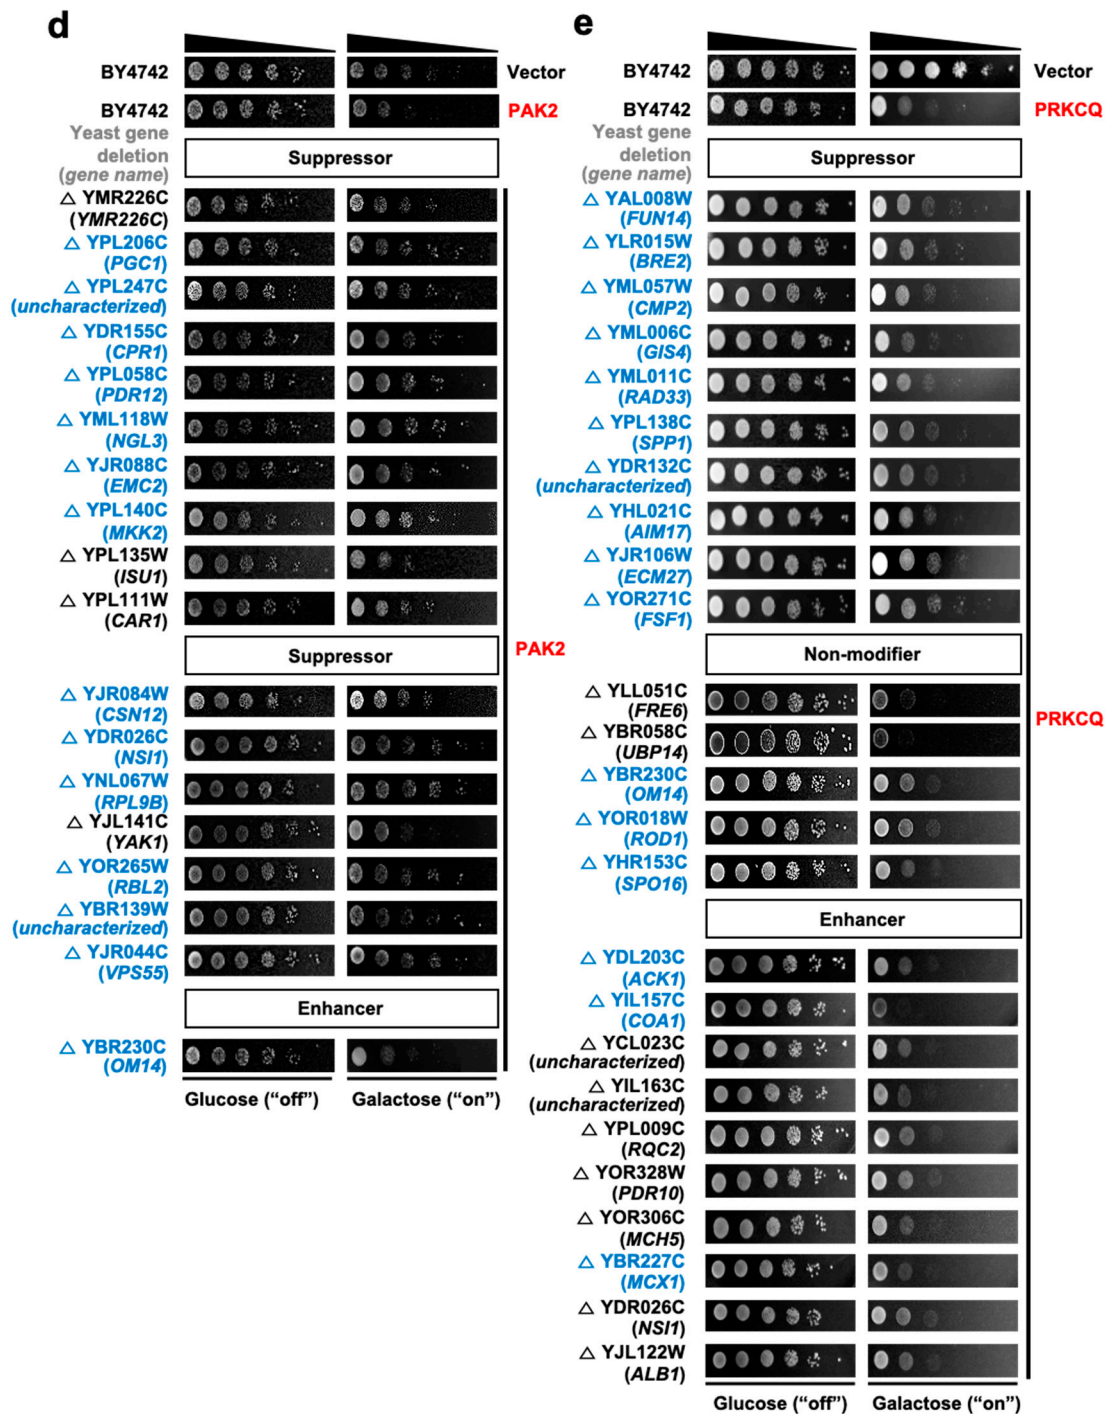 d
BY4742
Vector
BY4742
PAK2
Yeast gene
deletion
(gene name)
Suppressor
△ YMR226C
(YMR226C)
△ YPL206C
(PGC1)
△ YPL247C
(uncharacterized)
△ YDR155C
(CPR1)
△ YPL058C
(PDR12)
△ YML118W
(NGL3)
△ YJR088C
(EMC2)
△ YPL140C
(MKK2)
△ YPL135W
(ISU1)
△ YPL111W
(CAR1)
Suppressor
PAK2
△ YJR084W
(CSN12)
△ YDR026C
(NSI1)
△ YNL067W
(RPL9B)
△ YJL141C
(YAK1)
△ YOR265W
(RBL2)
△ YBR139W
(uncharacterized)
△ YJR044C
(VPS55)
Enhancer
△ YBR230C
(OM14)
Glucose (“off”)
Galactose (“on”)
e
BY4742
Vector
BY4742
PRKCQ
Yeast gene
deletion
(gene name)
Suppressor
△ YAL008W
(FUN14)
△ YLR015W
(BRE2)
△ YML057W
(CMP2)
△ YML006C
(GIS4)
△ YML011C
(RAD33)
△ YPL138C
(SPP1)
△ YDR132C
(uncharacterized)
△ YHL021C
(AIM17)
△ YJR106W
(ECM27)
△ YOR271C
(FSF1)
Non-modifier
△ YLL051C
(FRE6)
PRKCQ
△ YBR058C
(UBP14)
△ YBR230C
(OM14)
△ YOR018W
(ROD1)
△ YHR153C
(SPO16)
Enhancer
△ YDL203C
(ACK1)
△ YIL157C
(COA1)
△ YCL023C
(uncharacterized)
△ YIL163C
(uncharacterized)
△ YPL009C
(RQC2)
△ YOR328W
(PDR10)
△ YOR306C
(MCH5)
△ YBR227C
(MCX1)
△ YDR026C
(NSI1)
△ YJL122W
(ALB1)
Glucose (“off”)
Galactose (“on”)